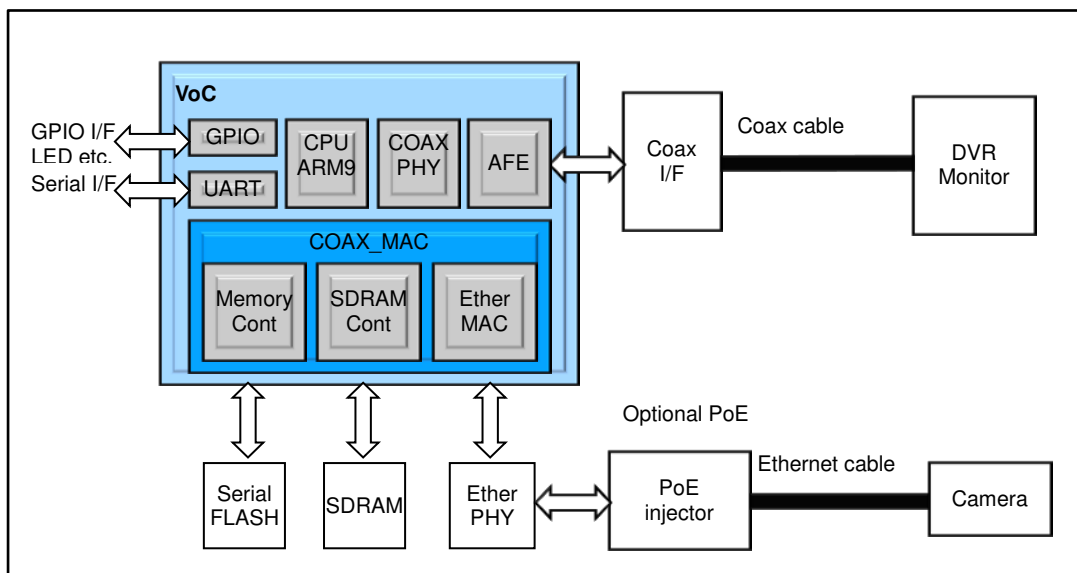 VoC
GPIO I/F
LED etc.
Serial I/F
GPIO
UART
CPU
ARM9
COAX
PHY
AFE
Coax
I/F
Coax cable
DVR
Monitor
COAX_MAC
Memory
Cont
SDRAM
Cont
Ether
MAC
Optional PoE
Serial
FLASH
SDRAM
Ether
PHY
PoE
injector
Ethernet cable
Camera